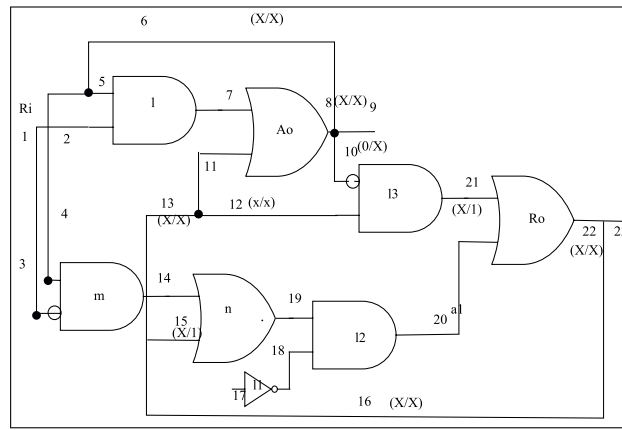 6 (X/X)
5
l
7
8 (X/X) 9
Ri
1
2
Ao
10 (0/X)
11
l3
21
(X/1)
Ro
13
(X/X)
12 (x/x)
4
22
(X/X)
3
m
14
n
15
(X/1)
19
l2
20 a1
18
l1
17
16 (X/X)